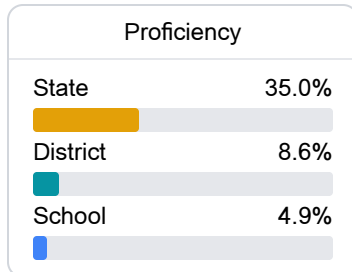 Proficiency
State 35.0%
District 8.6%
School 4.9%